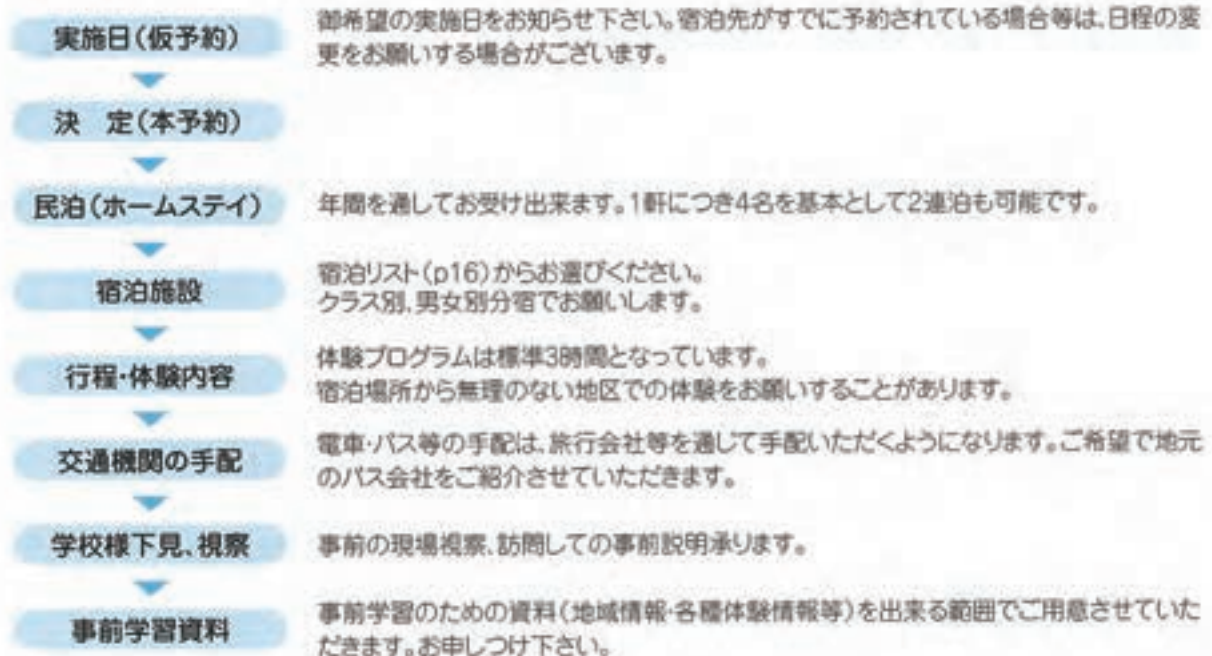 実施日(仮予約)
御希望の実施日をお知らせ下さい。宿泊先がすでに予約されている場合等は、日程の変
更をお願いする場合がございます。
決　定(本予約)
民泊(ホームステイ)
年間を通してお受け出来ます。1軒につき4名を基本として2連泊も可能です。
宿泊施設
宿泊リスト(p16)からお選びください。
クラス別、男女別分宿でお願いします。
行程・体験内容
体験プログラムは標準3時間となっています。
宿泊場所から無理のない地区での体験をお願いすることがあります。
交通機関の手配
電車・バス等の手配は、旅行会社等を通して手配いただくようになります。ご希望で地元
のバス会社をご紹介させていただきます。
学校様下見、視察
事前の現場視察、訪問しての事前説明承ります。
事前学習資料
事前学習のための資料(地域情報・各種体験情報等)を出来る範囲でご用意させていた
だきます。お申しつけ下さい。